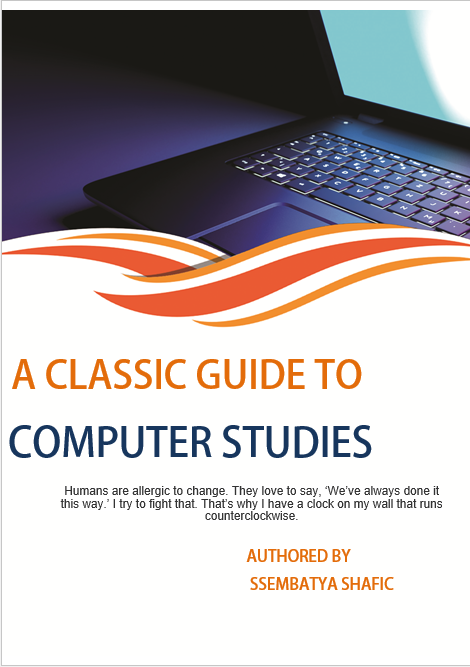 A CLASSIC GUIDE TO
COMPUTER STUDIES
Humans are allergic to change. They love to say, ‘We’ve always done it
this way.’ I try to fight that. That’s why I have a clock on my wall that runs
counterclockwise.
AUTHORED BY
SSEMBATYA SHAFIC